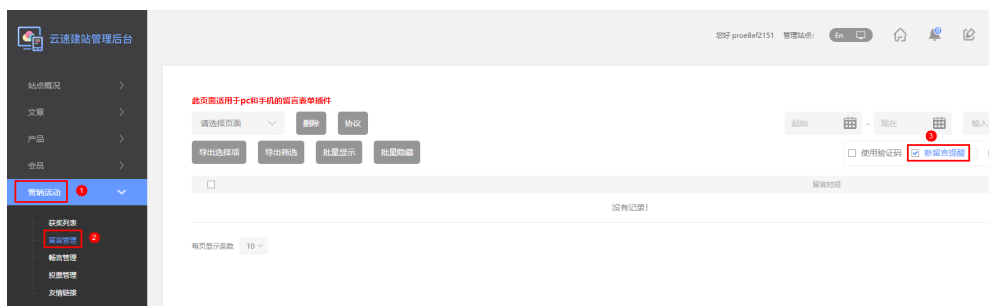 云速建站管理后台
您好 proe8ef2151 管理站点: En
站点概况
文章
产品
会员
营销活动 1
获奖列表
留言管理 2
畅言管理
投票管理
友情链接
此页面适用于pc和手机的留言表单插件
请选择页面 删除 协议 起始 - 现在 输入
导出选择项 导出筛选 批量显示 批量隐藏 3 使用验证码 新留言提醒
留言时间
没有记录!
每页显示条数 10